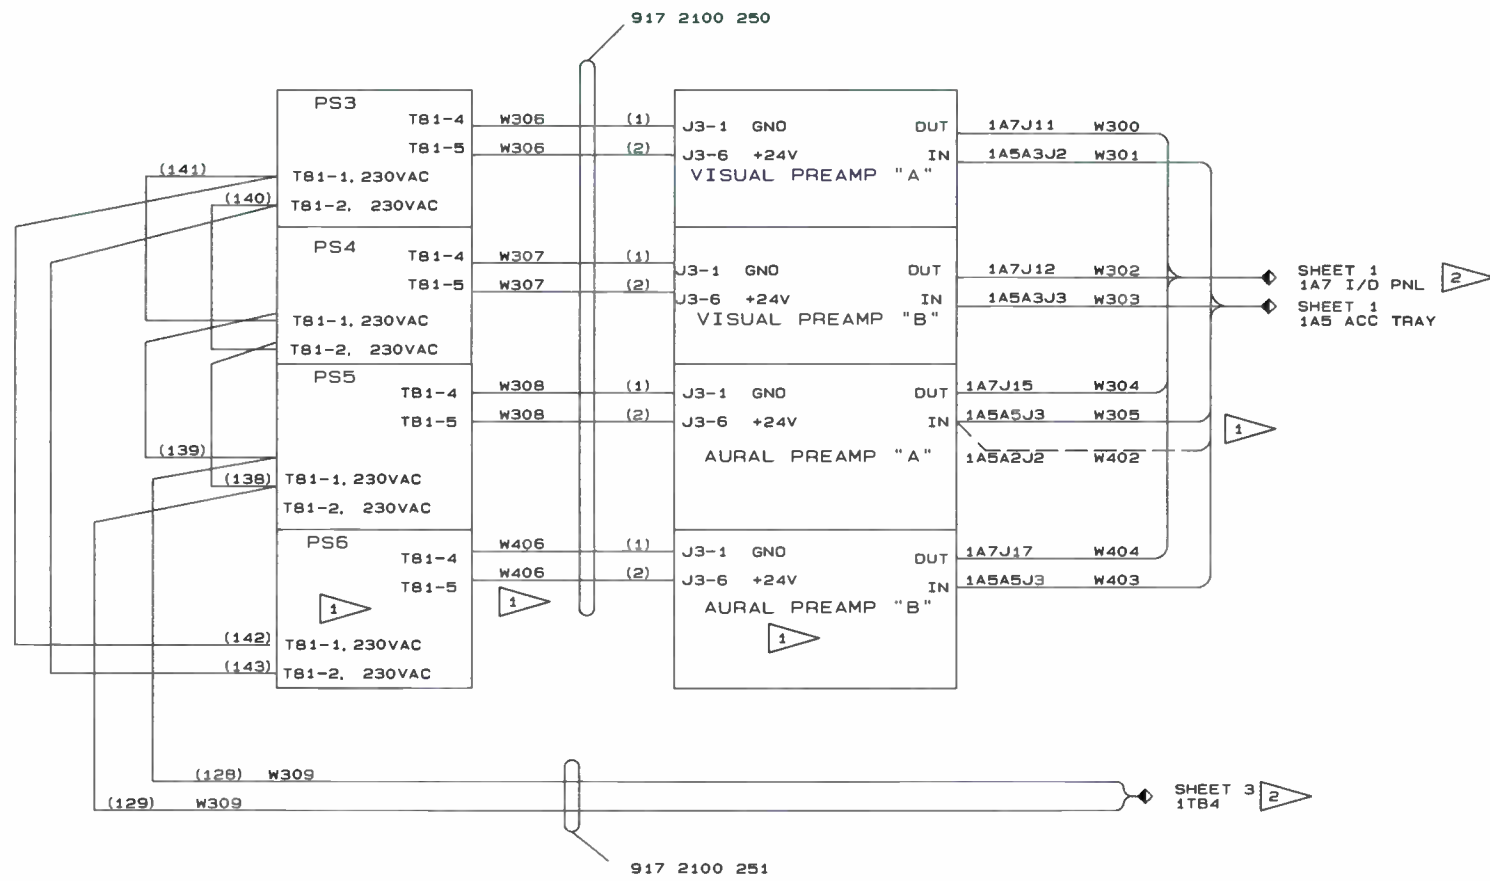 917 2100 250
PS3
TB1-4 W306 (1) J3-1 GND OUT 1A7J11 W300
TB1-5 W306 (2) J3-6 +24V IN 1A5A3J2 W301
(141) TB1-1, 230VAC VISUAL PREAMP "A"
(140) TB1-2, 230VAC
PS4
TB1-4 W307 (1) J3-1 GND OUT 1A7J12 W302
TB1-5 W307 (2) J3-6 +24V IN 1A5A3J3 W303
TB1-1, 230VAC VISUAL PREAMP "B"
TB1-2, 230VAC
SHEET 1
1A7 I/O PNL 2
SHEET 1
1A5 ACC TRAY
PS5
TB1-4 W308 (1) J3-1 GND OUT 1A7J15 W304
TB1-5 W308 (2) J3-6 +24V IN 1A5A5J3 W305
1
(139) AURAL PREAMP "A" 1A5A2J2 W402
(138) TB1-1, 230VAC
TB1-2, 230VAC
PS6
TB1-4 W406 (1) J3-1 GND OUT 1A7J17 W404
TB1-5 W406 (2) J3-6 +24V IN 1A5A5J3 W403
1 1 AURAL PREAMP "B"
1
(142) TB1-1, 230VAC
(143) TB1-2, 230VAC
(128) W309
(129) W309
SHEET 3 2
1TB4
917 2100 251